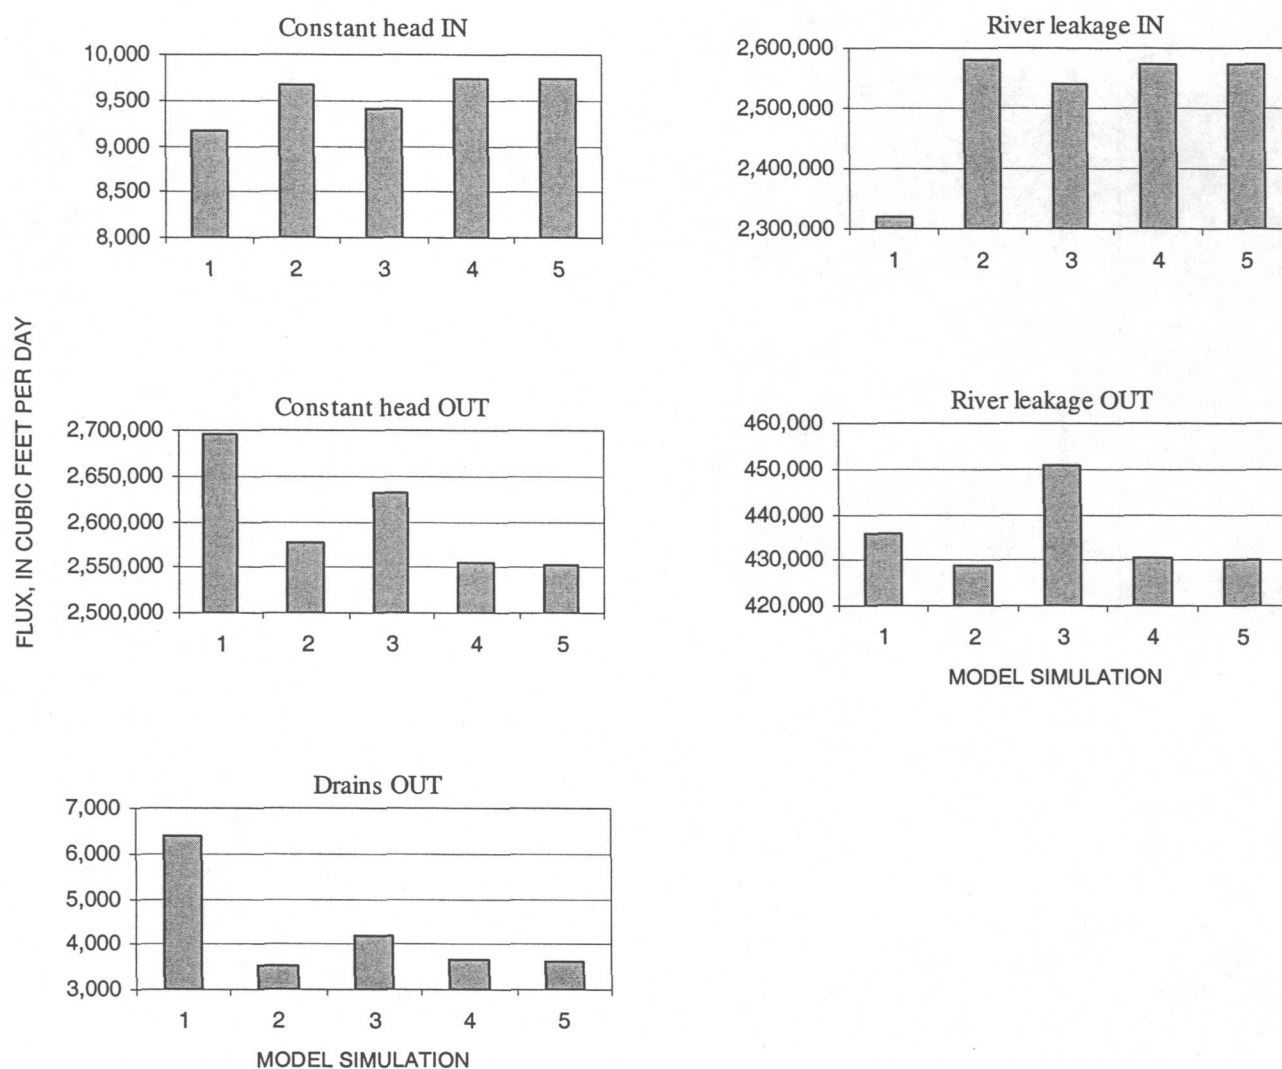 Constant head IN
10,000
9,500
9,000
8,500
8,000
1 2 3 4 5
River leakage IN
2,600,000
2,500,000
2,400,000
2,300,000
1 2 3 4 5
FLUX, IN CUBIC FEET PER DAY
Constant head OUT
2,700,000
2,650,000
2,600,000
2,550,000
2,500,000
1 2 3 4 5
River leakage OUT
460,000
450,000
440,000
430,000
420,000
1 2 3 4 5
MODEL SIMULATION
Drains OUT
7,000
6,000
5,000
4,000
3,000
1 2 3 4 5
MODEL SIMULATION